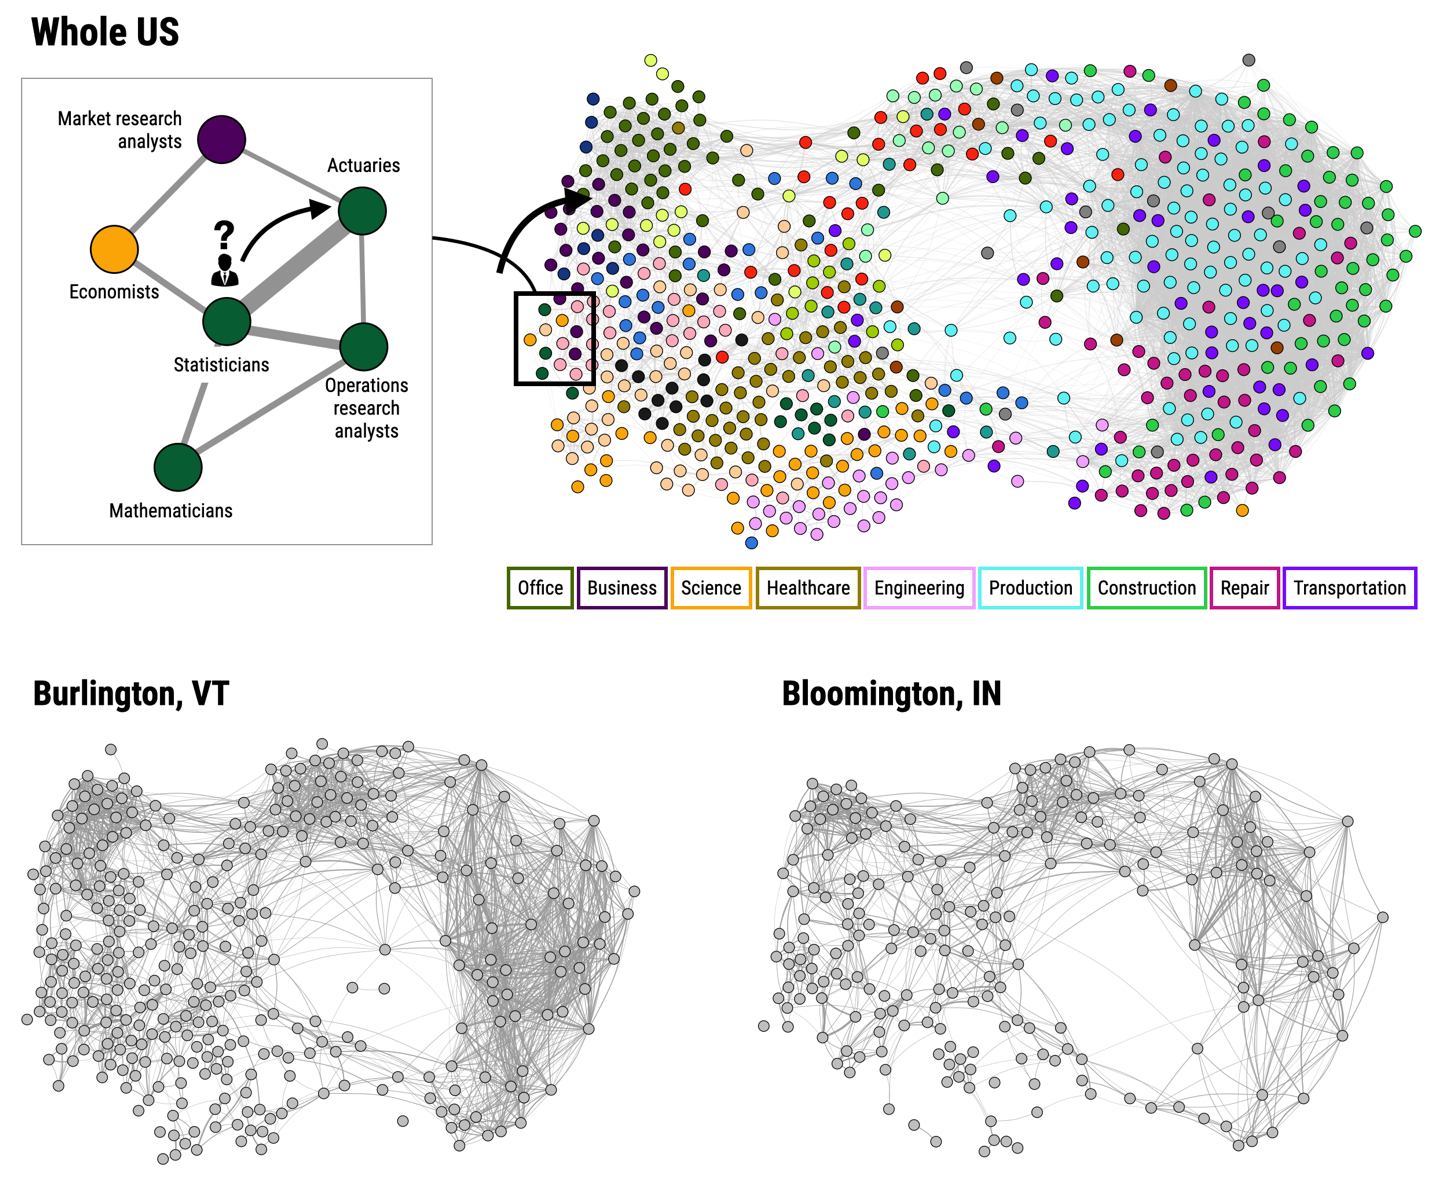 Whole US
Market research
analysts
Actuaries
?
Economists
Statisticians
Operations
research
analysts
Mathematicians
Office
Business
Science
Healthcare
Engineering
Production
Construction
Repair
Transportation
Burlington, VT
Bloomington, IN